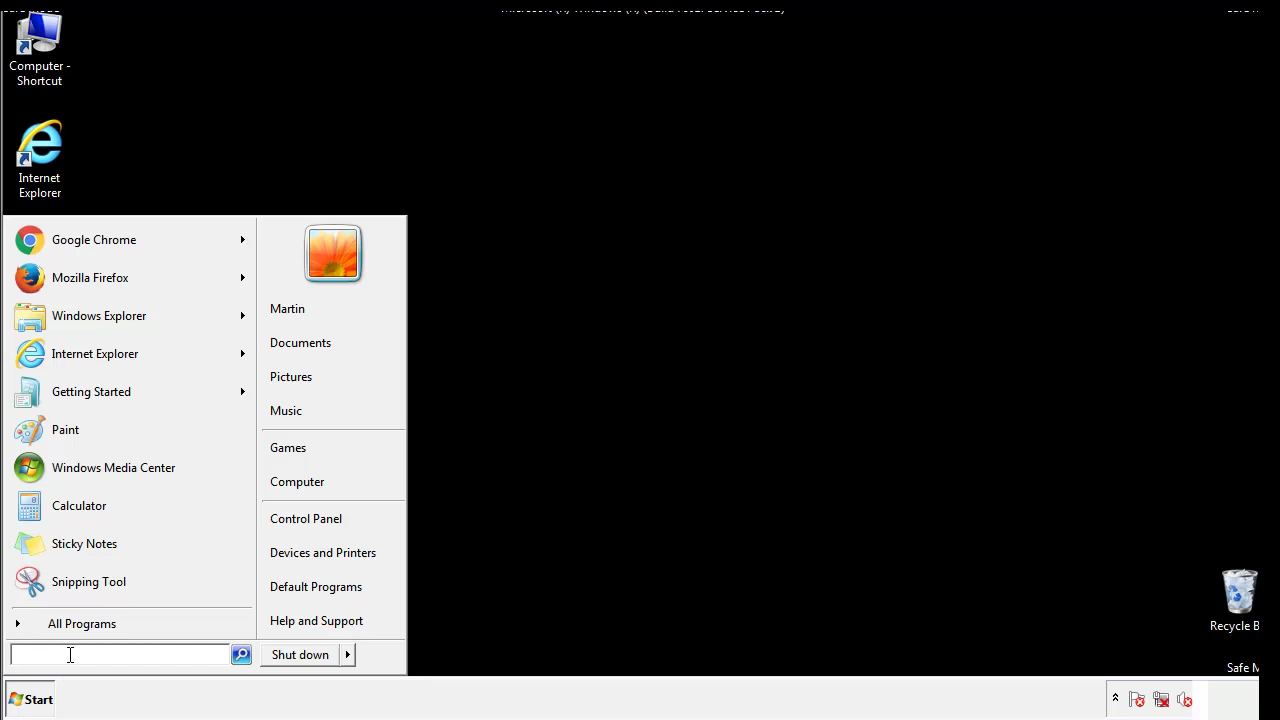 Computer -
Shortcut
Internet
Explorer
Google Chrome
Mozilla Firefox
Windows Explorer
Internet Explorer
Getting Started
Paint
Windows Media Center
Calculator
Sticky Notes
Snipping Tool
All Programs
Martin
Documents
Pictures
Music
Games
Computer
Control Panel
Devices and Printers
Default Programs
Help and Support
Shut down
Recycle B
Safe M
Start